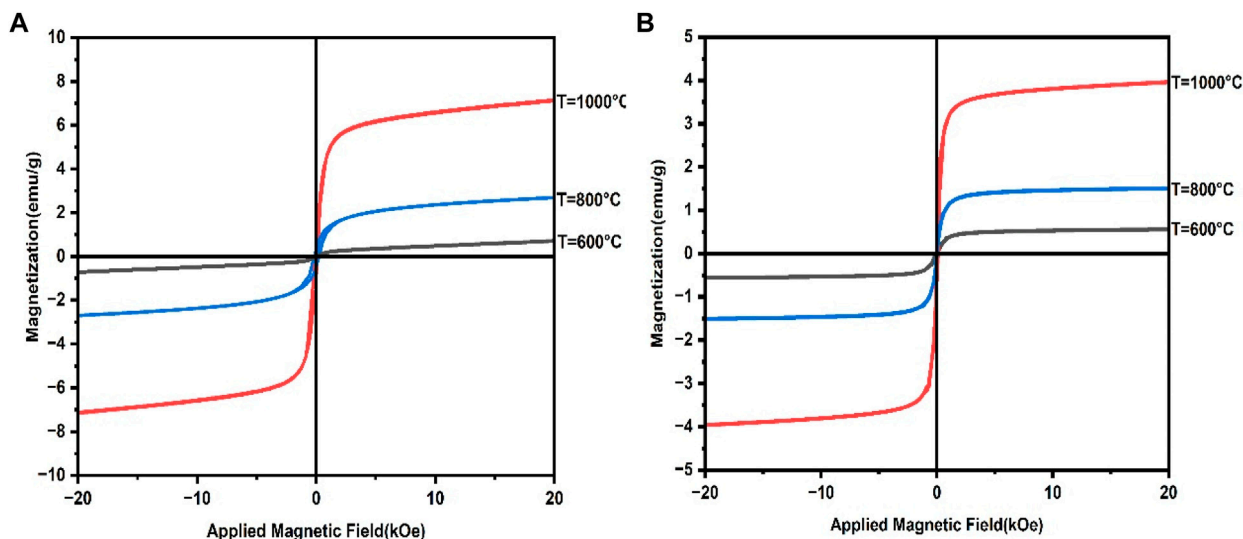 A
10
8
6
4
2
0
−2
−4
−6
−8
−10
Magnetization(emu/g)
T=1000°C
T=800°C
T=600°C
−20
−10
0
10
20
Applied Magnetic Field(kOe)
B
5
4
3
2
1
0
−1
−2
−3
−4
−5
Magnetization(emu/g)
T=1000°C
T=800°C
T=600°C
−20
−10
0
10
20
Applied Magnetic Field(kOe)